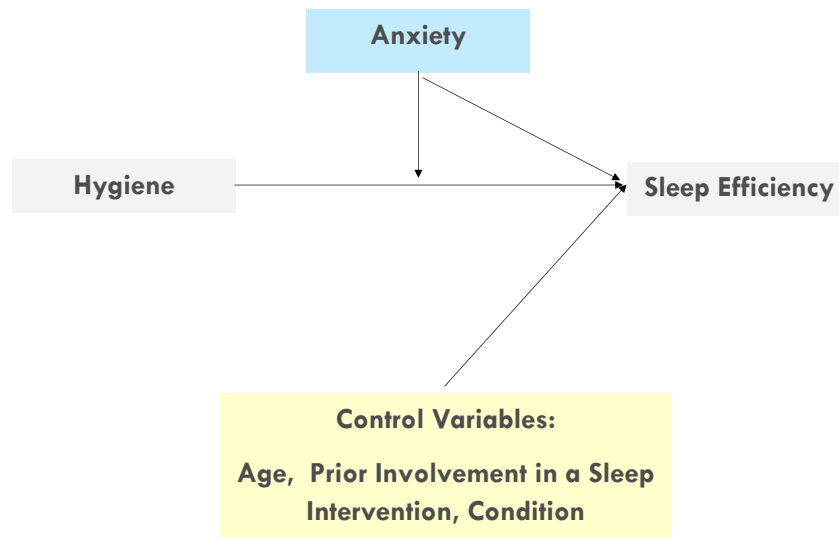 Anxiety
Hygiene
Sleep Efficiency
Control Variables:
Age, Prior Involvement in a Sleep
Intervention, Condition